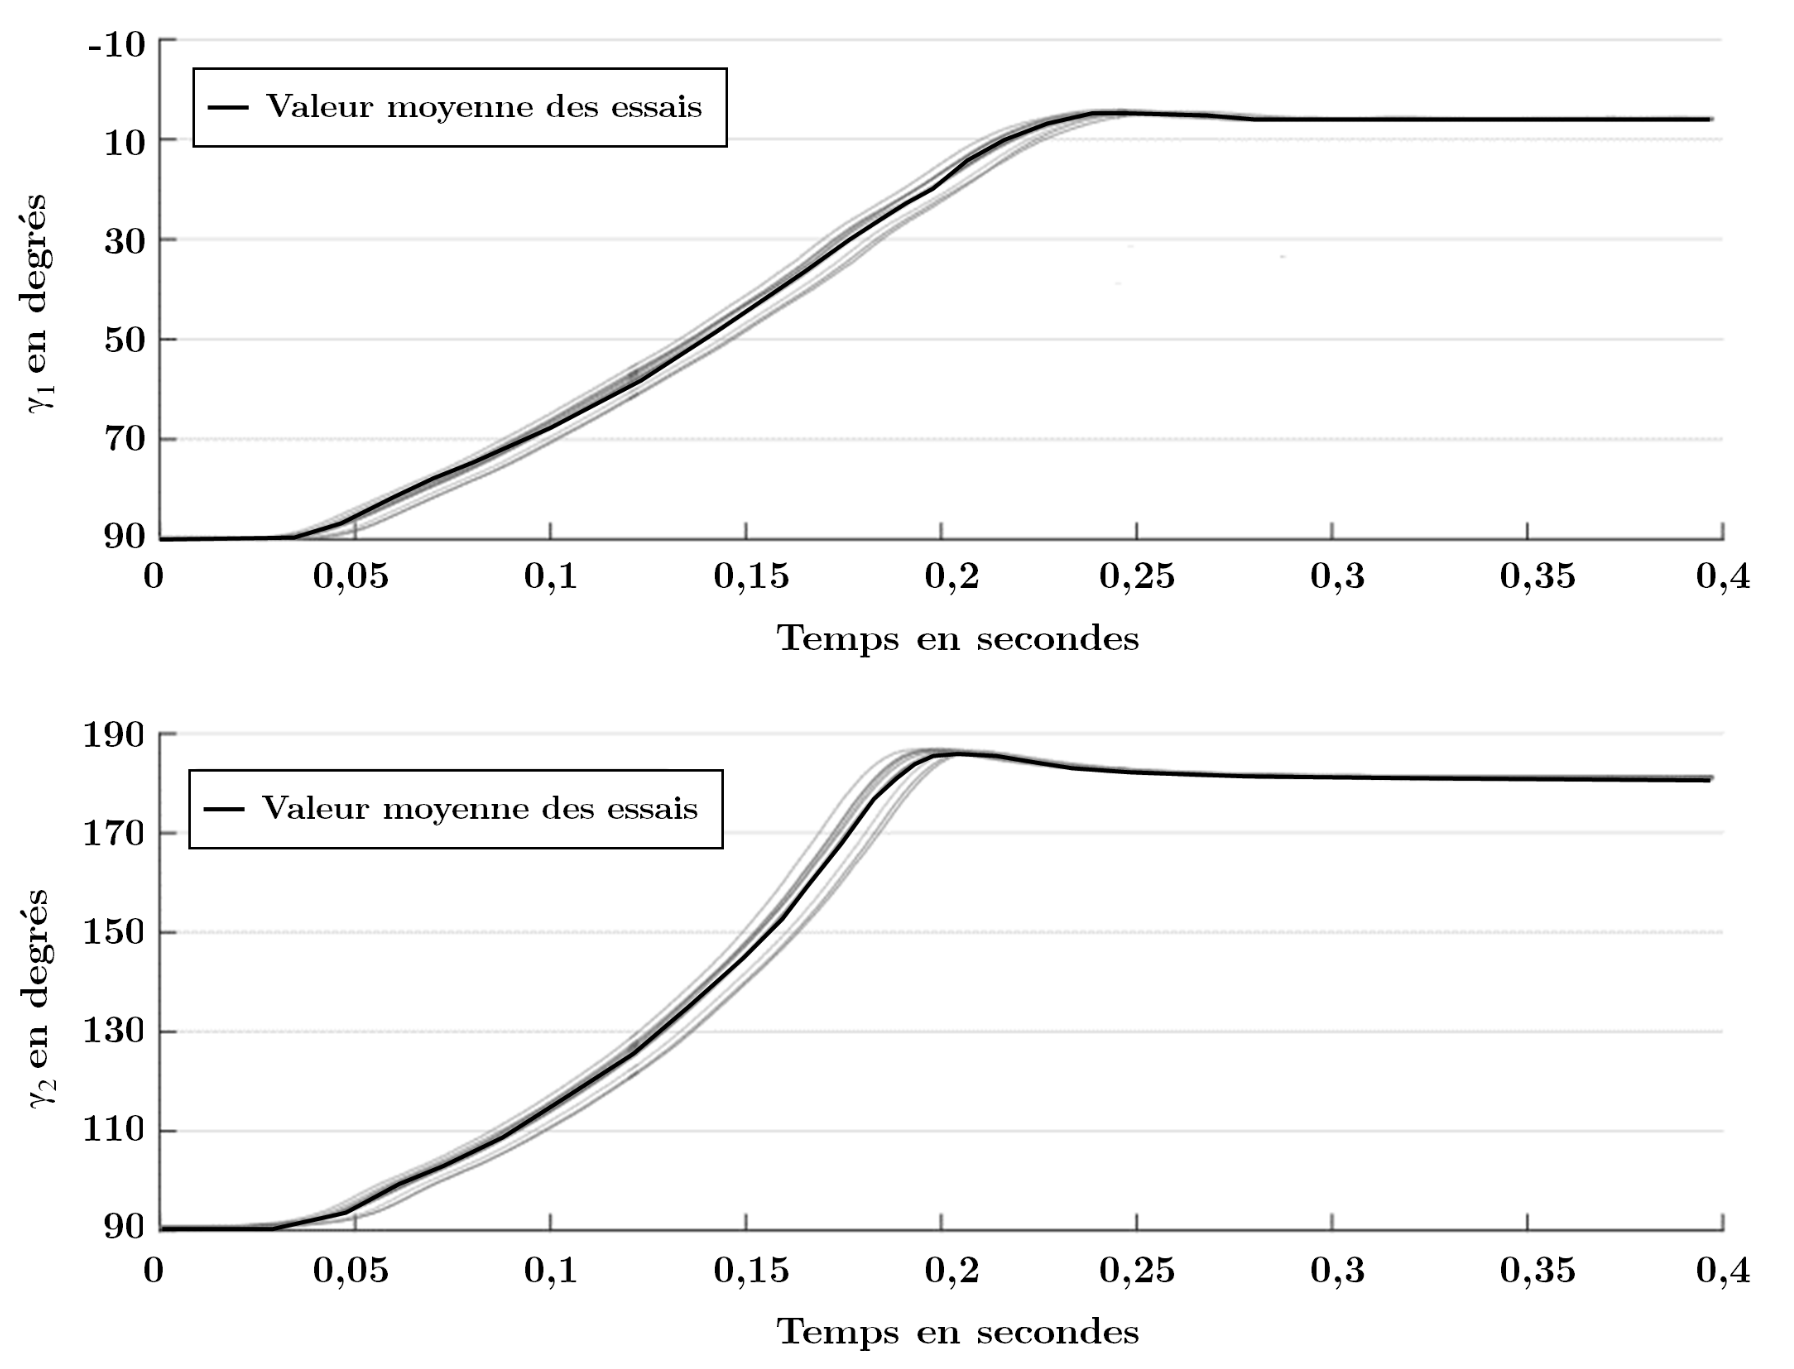 -10
Valeur moyenne des essais
10
30
50
70
90
γ1 en degrés
0 0,05 0,1 0,15 0,2 0,25 0,3 0,35 0,4
Temps en secondes
190
Valeur moyenne des essais
170
150
130
110
90
γ2 en degrés
0 0,05 0,1 0,15 0,2 0,25 0,3 0,35 0,4
Temps en secondes